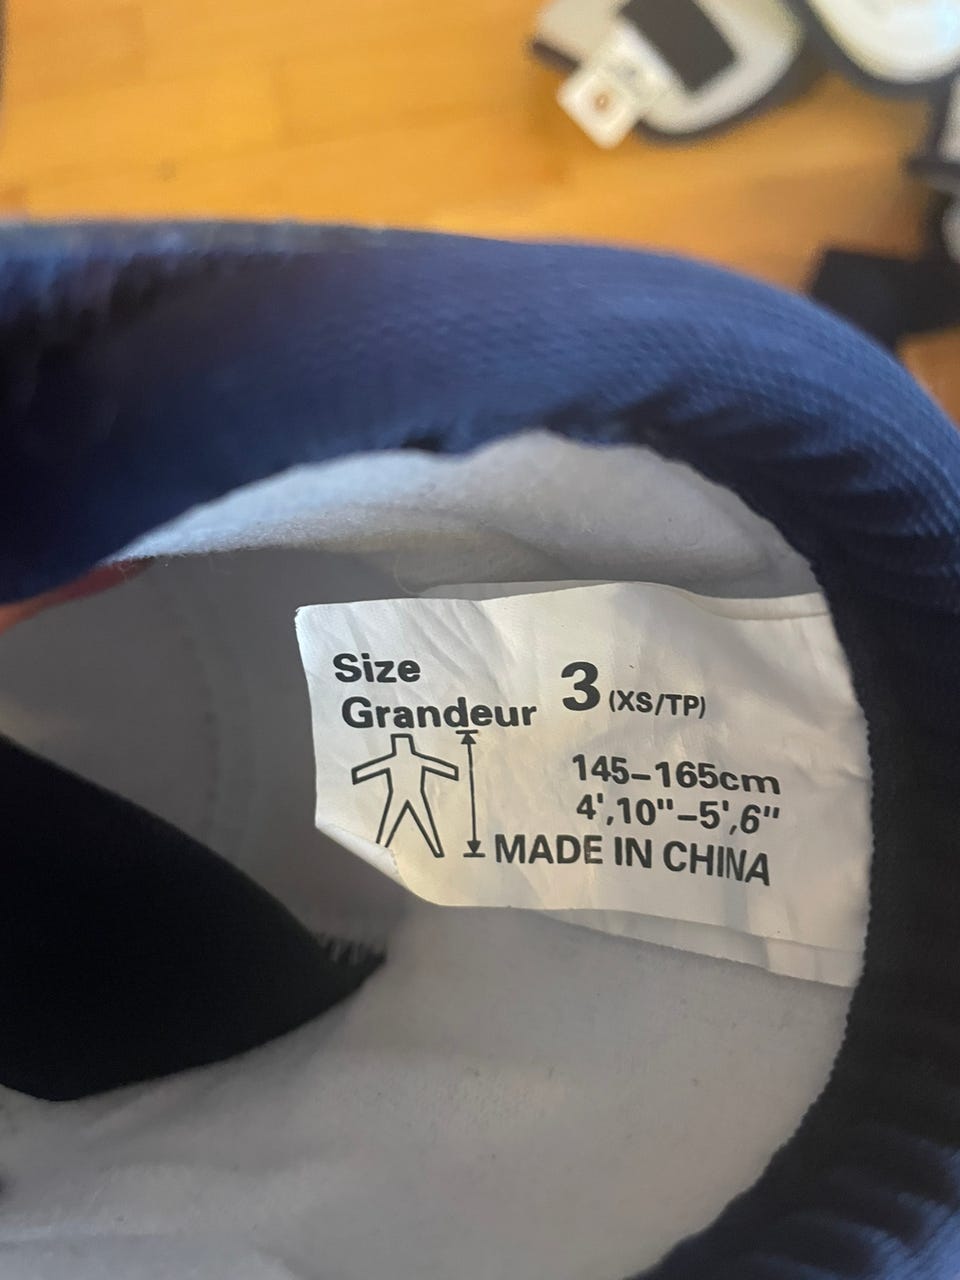 Size
Grandeur 3 (XS/TP)
145-165cm
4',10"-5',6"
MADE IN CHINA